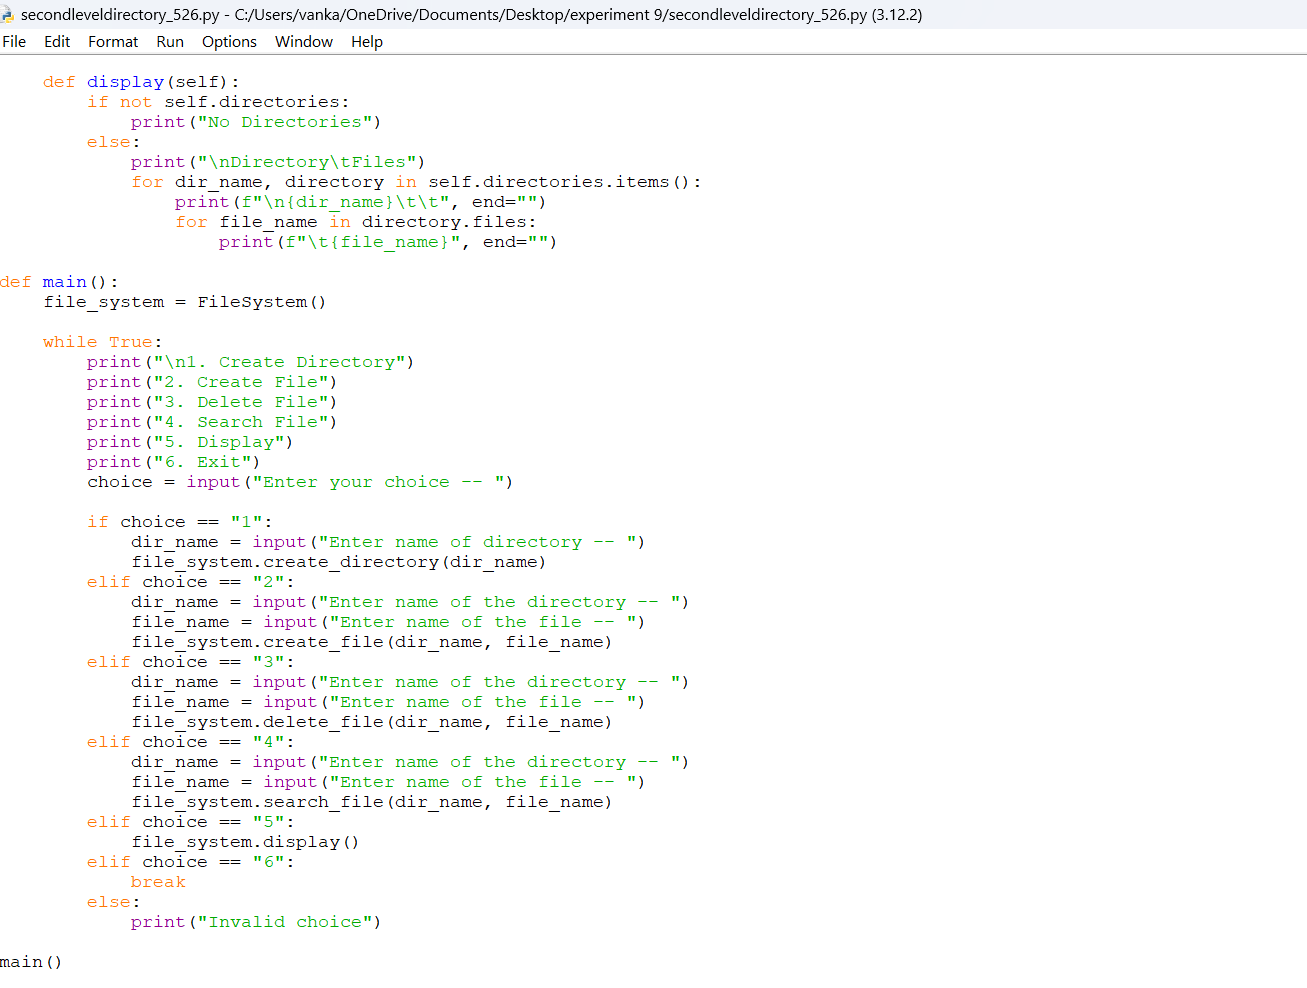 secondleveldirectory_526.py - C:/Users/vanka/OneDrive/Documents/Desktop/experiment 9/secondleveldirectory_526.py (3.12.2)
File Edit Format Run Options Window Help
    def display(self):
        if not self.directories:
            print("No Directories")
        else:
            print("\nDirectory\tFiles")
            for dir_name, directory in self.directories.items():
                print(f"\n{dir_name}\t\t", end="")
                for file_name in directory.files:
                    print(f"\t{file_name}", end="")
def main():
    file_system = FileSystem()
    while True:
        print("\n1. Create Directory")
        print("2. Create File")
        print("3. Delete File")
        print("4. Search File")
        print("5. Display")
        print("6. Exit")
        choice = input("Enter your choice -- ")
        if choice == "1":
            dir_name = input("Enter name of directory -- ")
            file_system.create_directory(dir_name)
        elif choice == "2":
            dir_name = input("Enter name of the directory -- ")
            file_name = input("Enter name of the file -- ")
            file_system.create_file(dir_name, file_name)
        elif choice == "3":
            dir_name = input("Enter name of the directory -- ")
            file_name = input("Enter name of the file -- ")
            file_system.delete_file(dir_name, file_name)
        elif choice == "4":
            dir_name = input("Enter name of the directory -- ")
            file_name = input("Enter name of the file -- ")
            file_system.search_file(dir_name, file_name)
        elif choice == "5":
            file_system.display()
        elif choice == "6":
            break
        else:
            print("Invalid choice")
main()